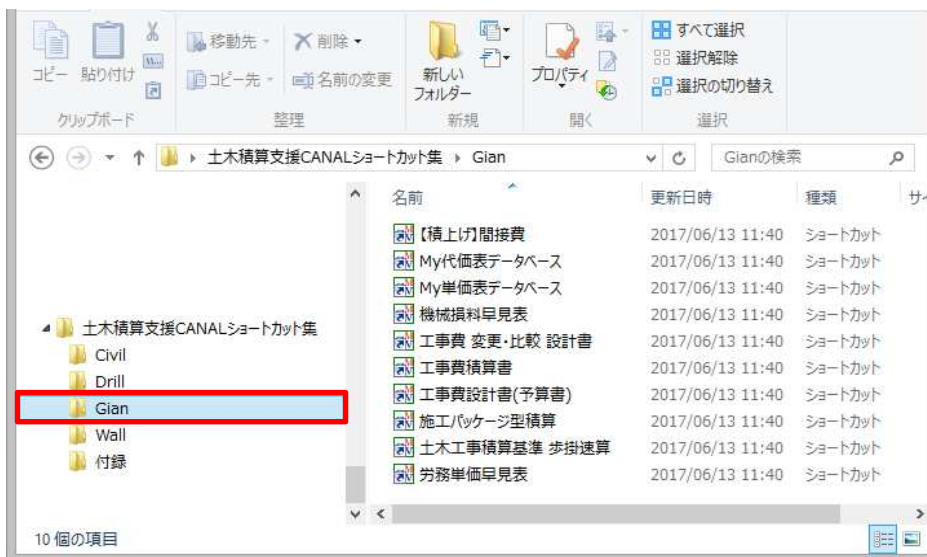 コピー 貼り付け
移動先 削除
コピー先 名前の変更
新しい
フォルダー
プロパティ
すべて選択
選択解除
選択の切り替え
クリップボード 整理 新規 開く 選択
土木積算支援CANALショートカット集 Gian Gianの検索
名前 更新日時 種類 サイ
【積上げ】間接費 2017/06/13 11:40 ショートカット
My代価表データベース 2017/06/13 11:40 ショートカット
My単価表データベース 2017/06/13 11:40 ショートカット
機械損料早見表 2017/06/13 11:40 ショートカット
工事費 変更・比較 設計書 2017/06/13 11:40 ショートカット
工事費積算書 2017/06/13 11:40 ショートカット
工事費設計書(予算書) 2017/06/13 11:40 ショートカット
施工パッケージ型積算 2017/06/13 11:40 ショートカット
土木工事積算基準 歩掛速算 2017/06/13 11:40 ショートカット
労務単価早見表 2017/06/13 11:40 ショートカット
土木積算支援CANALショートカット集
Civil
Drill
Gian
Wall
付録
10 個の項目